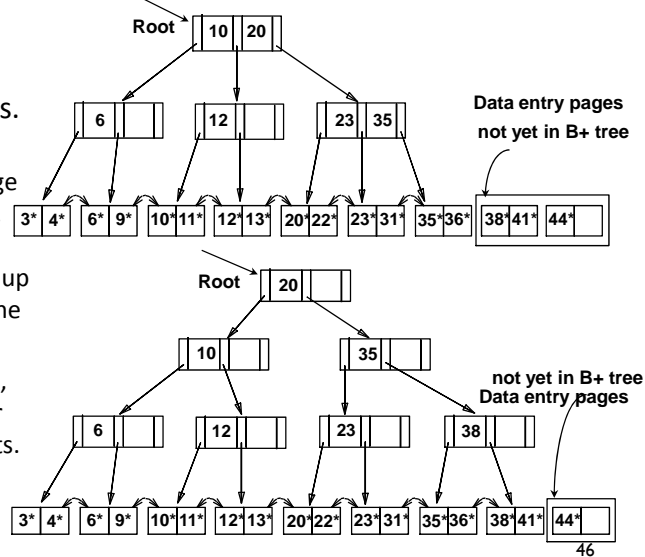 Root
10 20
s.
6
12
23 35
Data entry pages
not yet in B+ tree
ge
3* 4* 6* 9* 10* 11* 12* 13* 20* 22* 23* 31* 35* 36* 38* 41* 44*
up
ne
Root
20
10
35
,
ts.
not yet in B+ tree
Data entry pages
6
12
23
38
3* 4* 6* 9* 10* 11* 12* 13* 20* 22* 23* 31* 35* 36* 38* 41* 44*
46